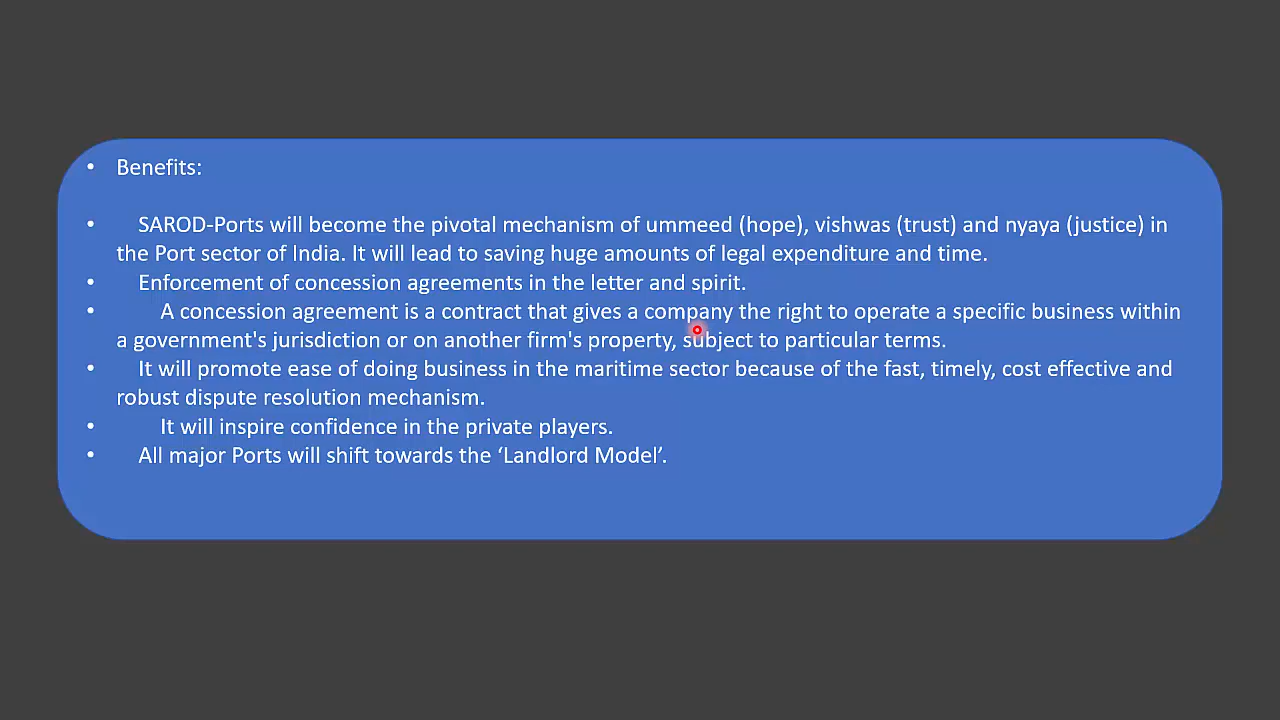 • Benefits:
• SAROD-Ports will become the pivotal mechanism of ummeed (hope), vishwas (trust) and nyaya (justice) in
the Port sector of India. It will lead to saving huge amounts of legal expenditure and time.
• Enforcement of concession agreements in the letter and spirit.
• A concession agreement is a contract that gives a company the right to operate a specific business within
a government's jurisdiction or on another firm's property, subject to particular terms.
• It will promote ease of doing business in the maritime sector because of the fast, timely, cost effective and
robust dispute resolution mechanism.
• It will inspire confidence in the private players.
• All major Ports will shift towards the ‘Landlord Model’.